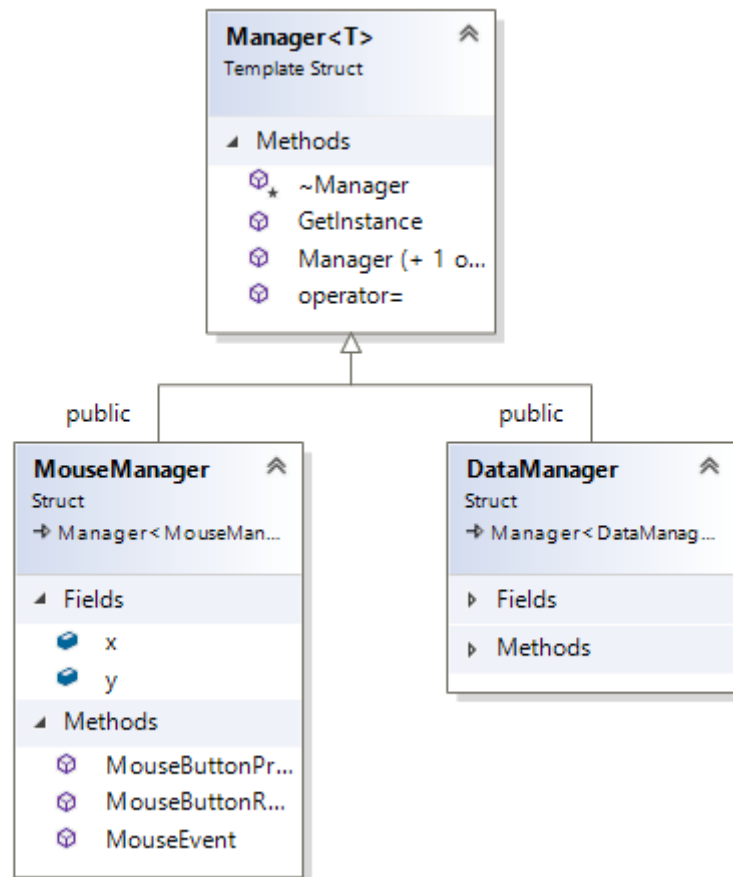 Manager<T>
Template Struct
Methods
~Manager
GetInstance
Manager (+ 1 o...
operator=
public
public
MouseManager
Struct
Manager<MouseMan...
Fields
x
y
Methods
MouseButtonPr...
MouseButtonR...
MouseEvent
DataManager
Struct
Manager<DataManag...
Fields
Methods